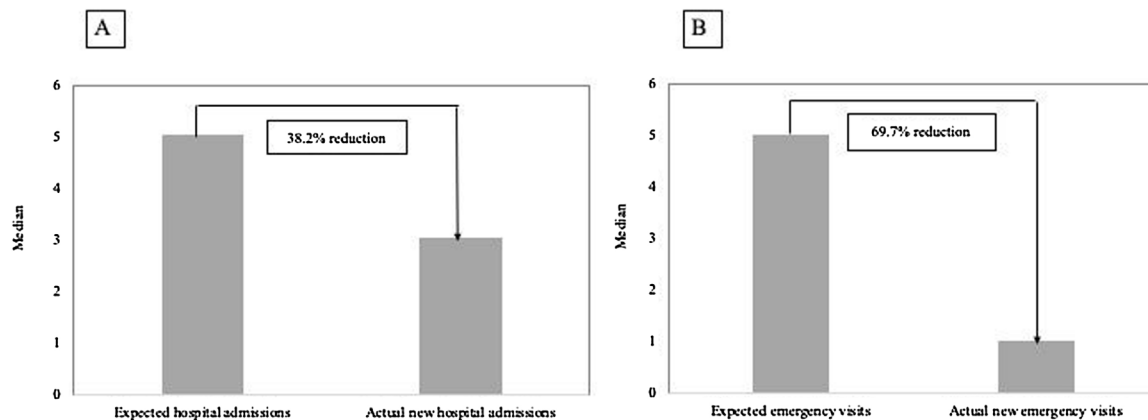 A
6
5
4
3
2
1
0
Median
38.2% reduction
Expected hospital admissions
Actual new hospital admissions
B
6
5
4
3
2
1
0
Median
69.7% reduction
Expected emergency visits
Actual new emergency visits